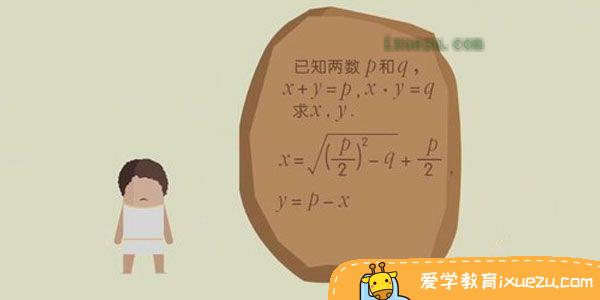 ixuezu.com
已知两数p和q，
x+y=p,x·y=q
求x,y.
x=√((p/2)²-q)+p/2,
y=p-x
爱学教育ixuezu.com